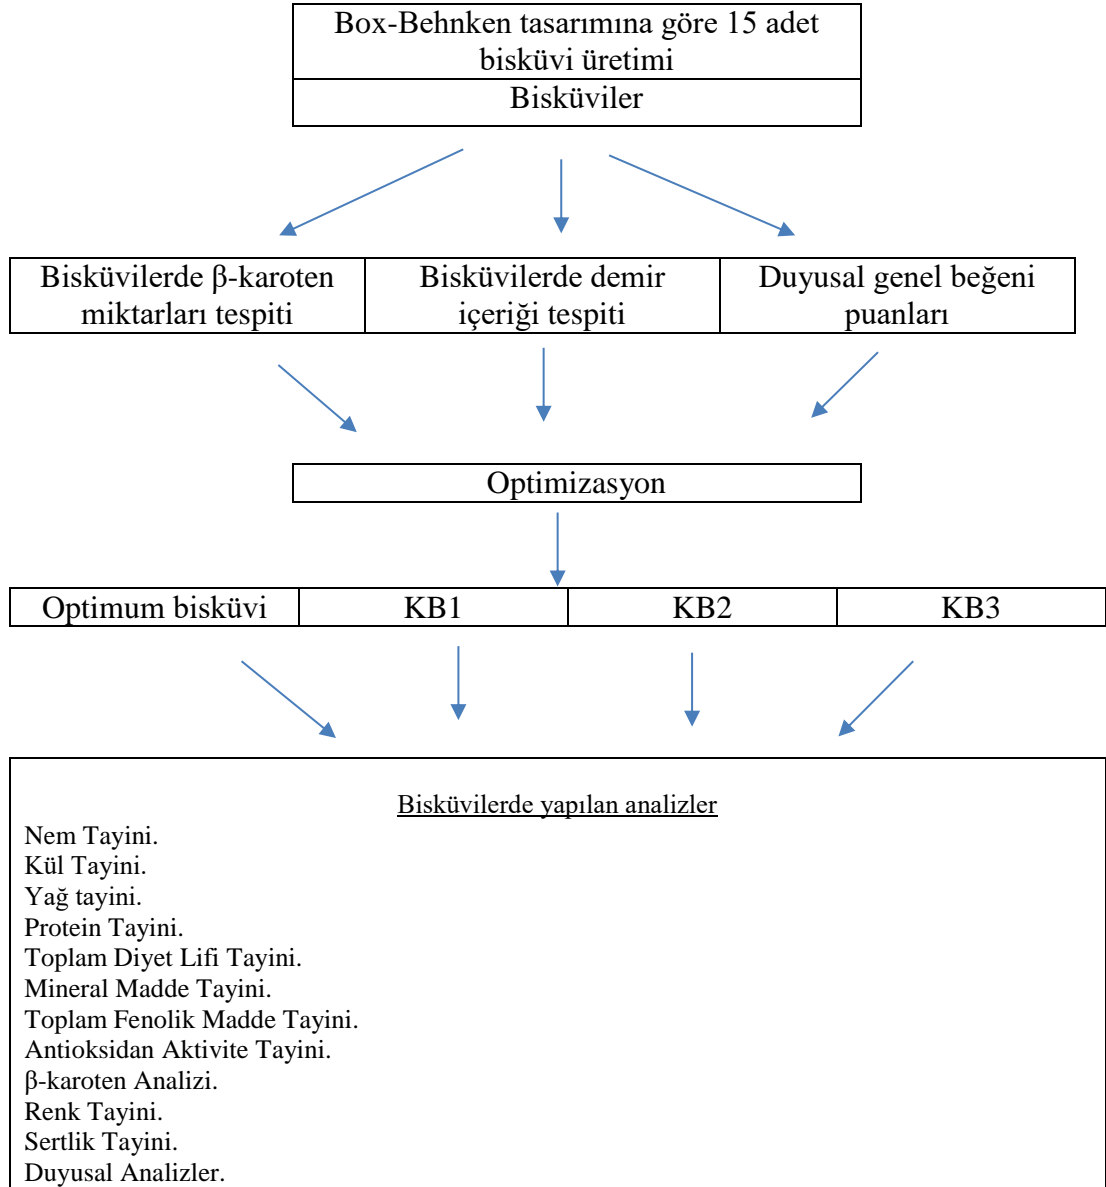 Box-Behnken tasarımına göre 15 adet
bisküvi üretimi
Bisküviler
Bisküvilerde β-karoten
miktarları tespiti
Bisküvilerde demir
içeriği tespiti
Duyusal genel beğeni
puanları
Optimizasyon
Optimum bisküvi
KB1
KB2
KB3
Bisküvilerde yapılan analizler
Nem Tayini.
Kül Tayini.
Yağ tayini.
Protein Tayini.
Toplam Diyet Lifi Tayini.
Mineral Madde Tayini.
Toplam Fenolik Madde Tayini.
Antioksidan Aktivite Tayini.
β-karoten Analizi.
Renk Tayini.
Sertlik Tayini.
Duyusal Analizler.